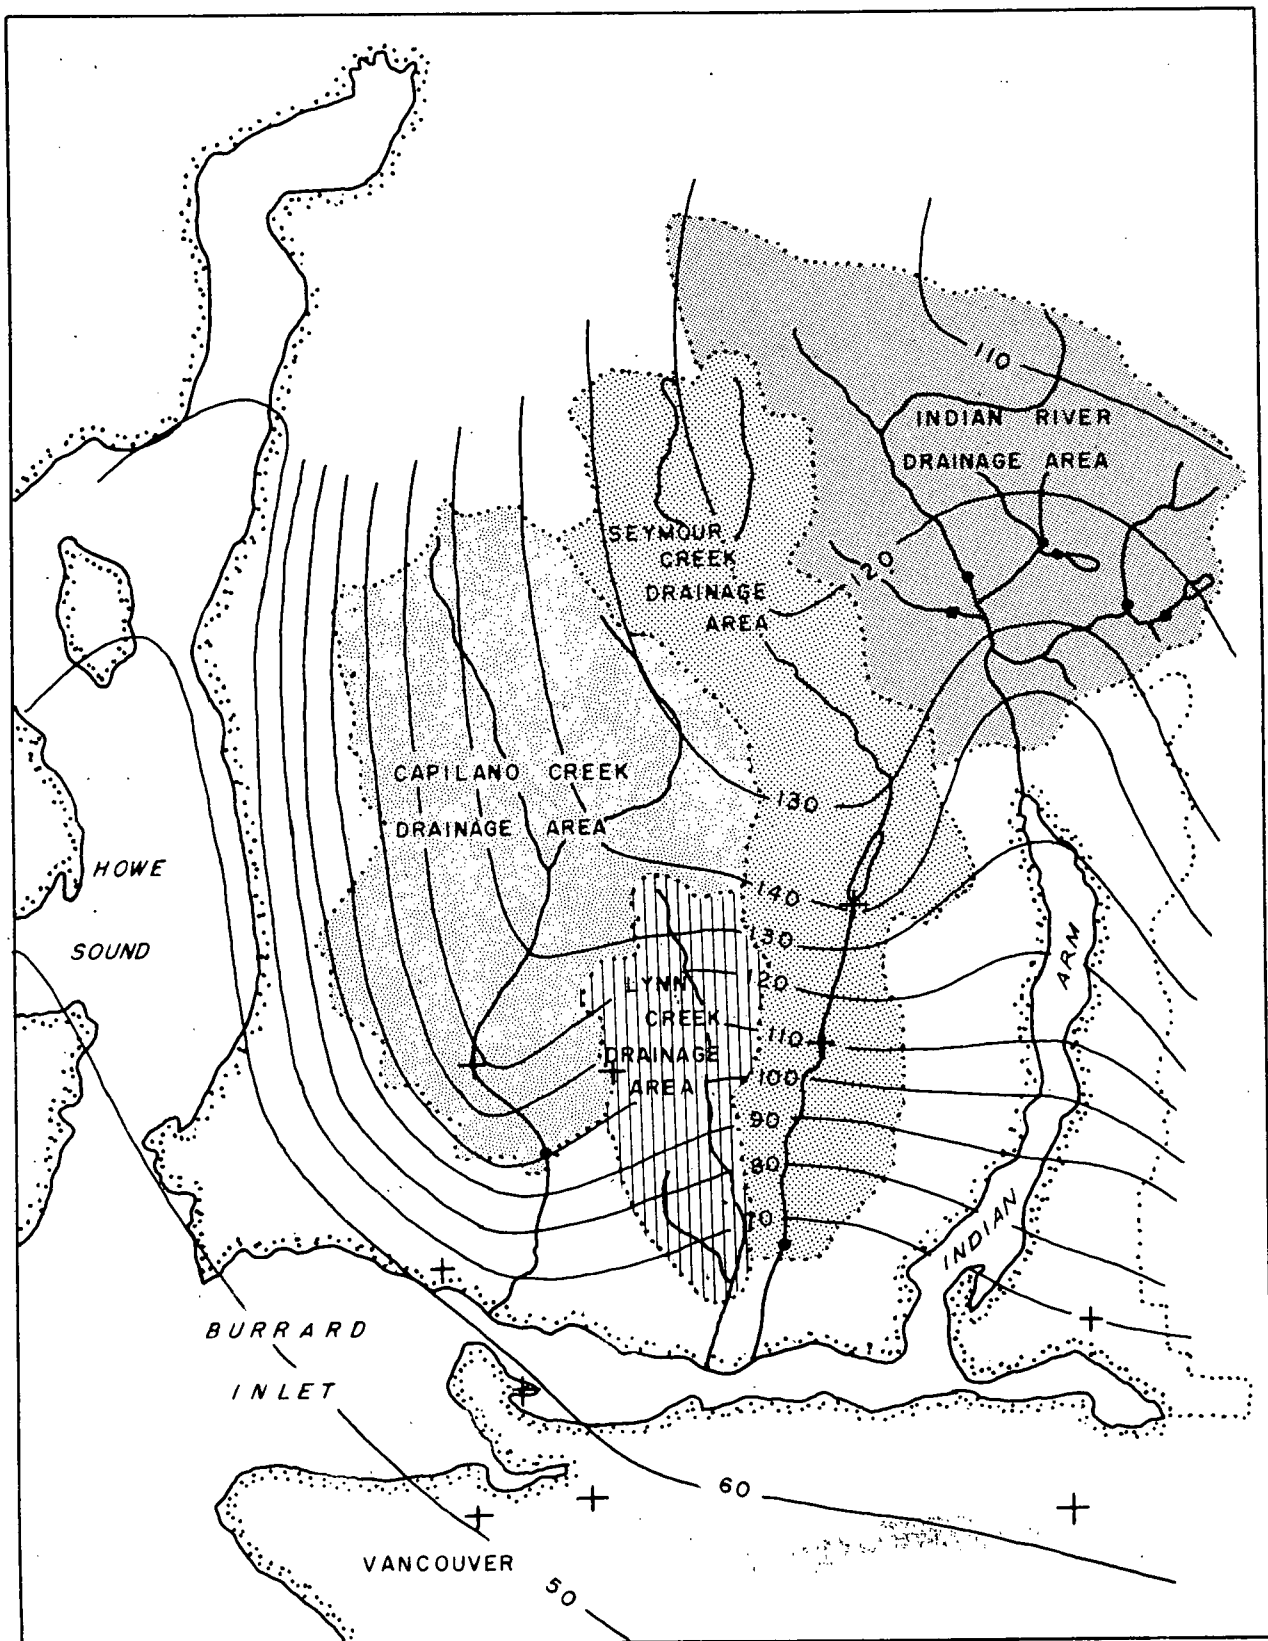 110
INDIAN RIVER
DRAINAGE AREA
SEYMOUR
CREEK
DRAINAGE
AREA
120
CAPILANO CREEK
DRAINAGE AREA
130
140
130
120
110
100
90
80
70
LYNN
CREEK
DRAINAGE
AREA
HOWE
SOUND
INDIAN ARM
BURRARD
INLET
60
VANCOUVER
50